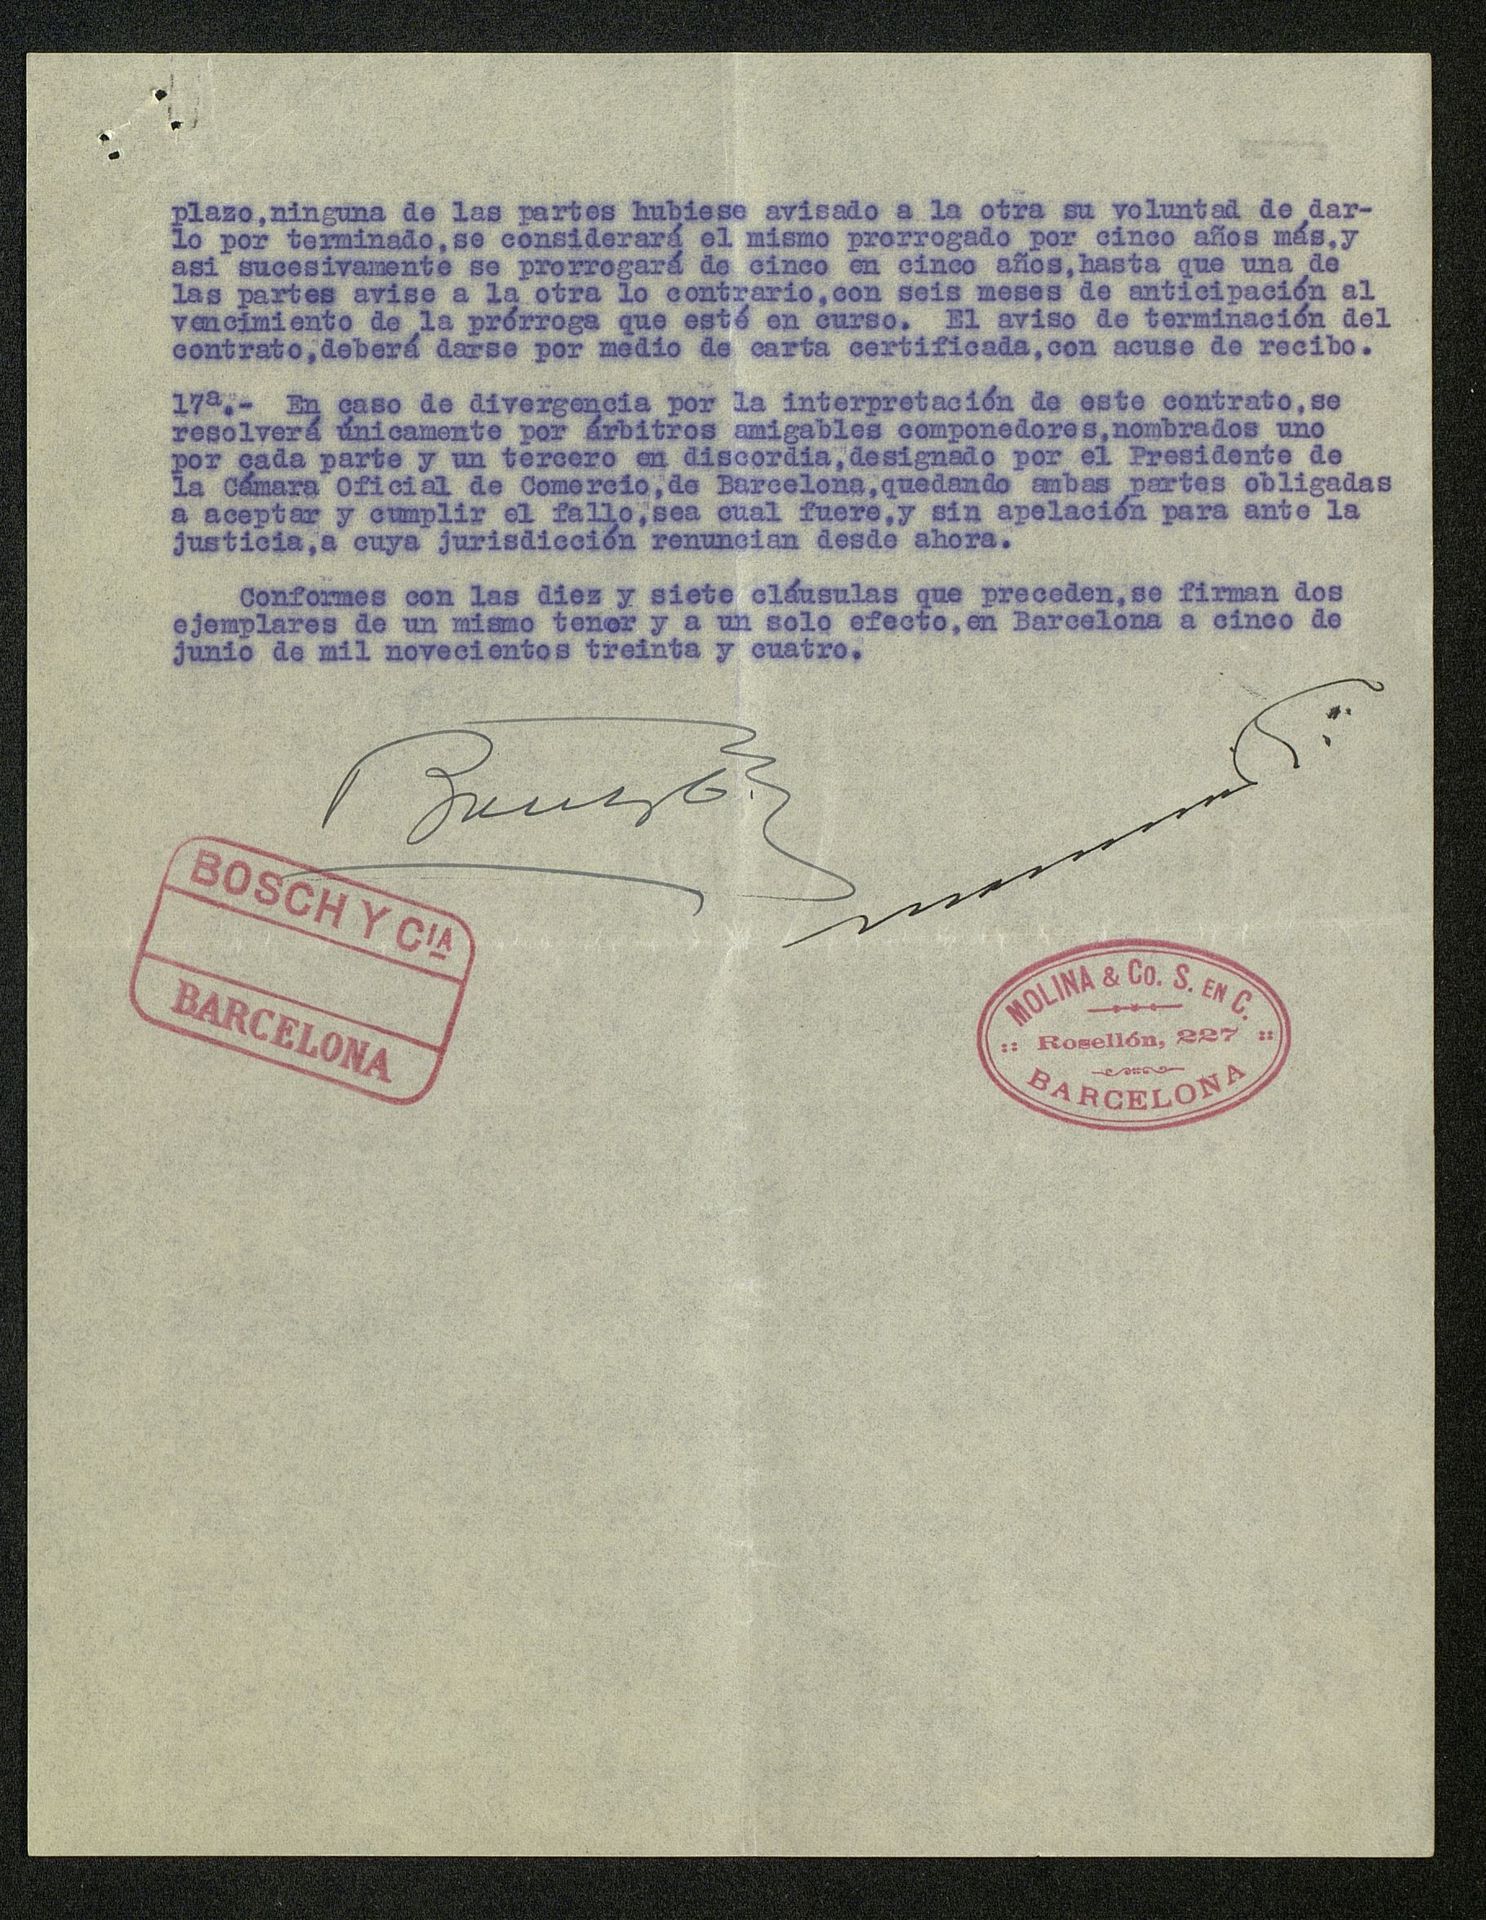 plazo,ninguna de las partes hubiese avisado a la otra su voluntad de dar-
lo por terminado,se considerará el mismo prorrogado por cinco años más,y
asi sucesivamente se prorrogará de cinco en cinco años,hasta que una de
las partes avise a la otra lo contrario,con seis meses de anticipación al
vencimiento de la prórroga que esté en curso. El aviso de terminación del
contrato,deberá darse por medio de carta certificada,con acuse de recibo.
17ª.- En caso de divergencia por la interpretación de este contrato,se
resolverá únicamente por árbitros amigables componedores,nombrados uno
por cada parte y un tercero en discordia,designado por el Presidente de
la Cámara Oficial de Comercio,de Barcelona,quedando ambas partes obligadas
a aceptar y cumplir el fallo,sea cual fuere,y sin apelación para ante la
justicia,a cuya jurisdicción renuncian desde ahora.
Conformes con las diez y siete cláusulas que preceden,se firman dos
ejemplares de un mismo tenor y a un solo efecto,en Barcelona a cinco de
junio de mil novecientos treinta y cuatro.
BOSCH Y CIA
BARCELONA
MOLINA & Co. S. EN C.
Rosellón, 227
BARCELONA